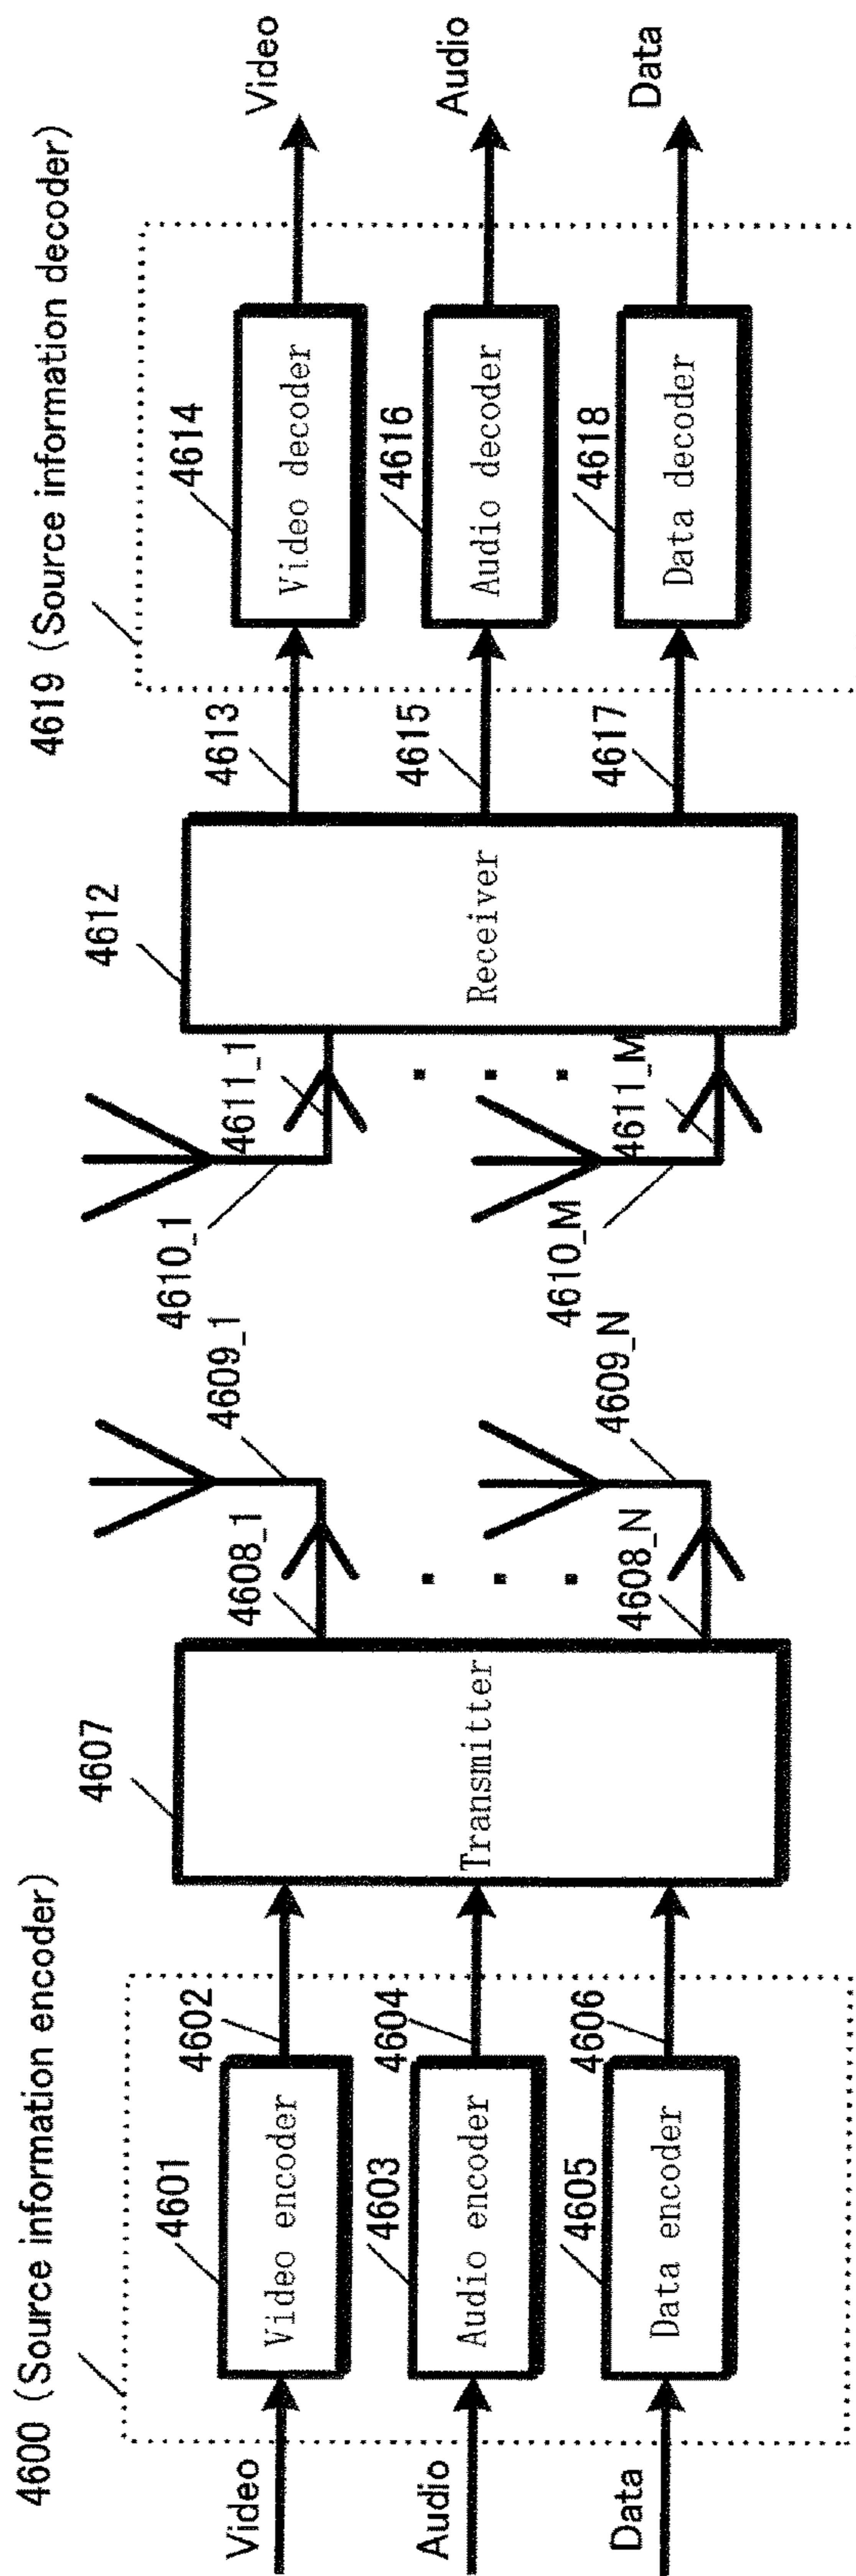 4600 (Source information encoder)
Video
4601
Video encoder
4602
Audio
4603
Audio encoder
4604
Data
4605
Data encoder
4606
4607
Transmitter
4608_1
4609_1
4608_N
4609_N
4610_1
4611_1
4610_M
4611_M
4612
Receiver
4613
4615
4617
4619 (Source information decoder)
4614
Video decoder
Video
4616
Audio decoder
Audio
4618
Data decoder
Data